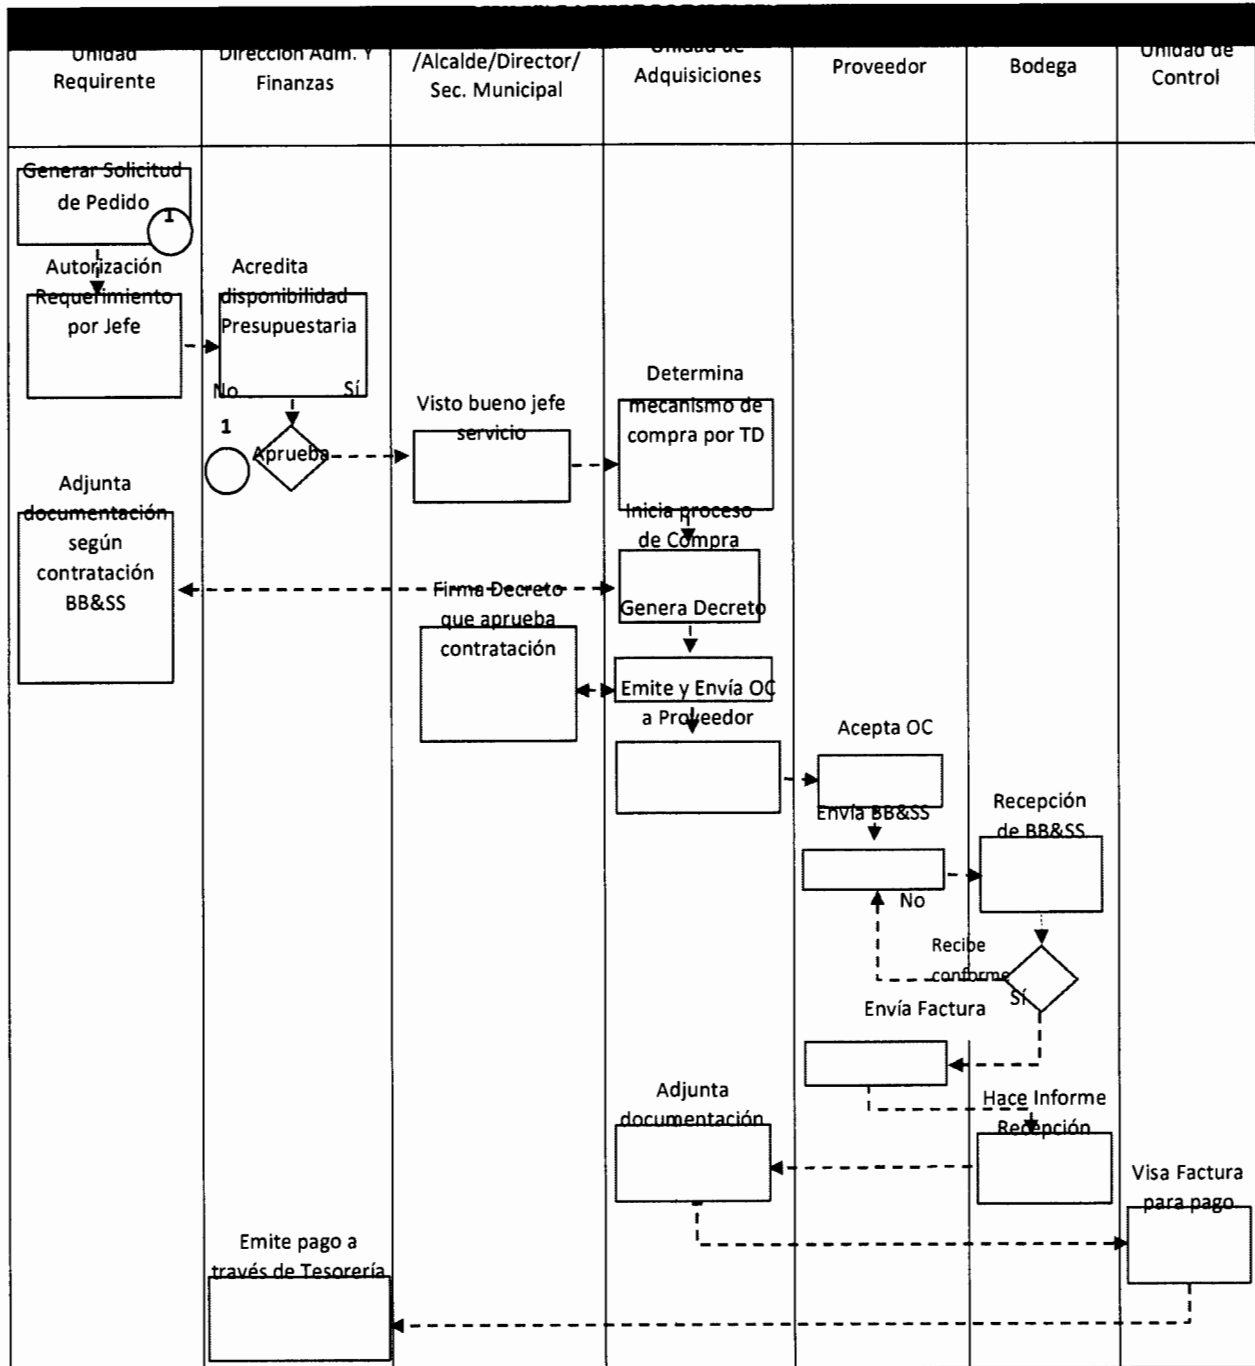 Unidad
Requirente
Dirección Adm. Y
Finanzas
/Alcalde/Director/
Sec. Municipal
Unidad de
Adquisiciones
Proveedor
Bodega
Unidad de
Control
Generar Solicitud
de Pedido
1
Autorización
Requerimiento
por Jefe
Acredita
disponibilidad
Presupuestaria
No
Sí
1
Aprueba
Visto bueno jefe
servicio
Determina
mecanismo de
compra por TD
Adjunta
documentación
según
contratación
BB&SS
Inicia proceso
de Compra
Firma Decreto
que aprueba
contratación
Genera Decreto
Emite y Envía OC
a Proveedor
Acepta OC
Envía BB&SS
Recepción
de BB&SS
No
Recibe
conforme
Sí
Envía Factura
Adjunta
documentación
Hace Informe
Recepción
Visa Factura
para pago
Emite pago a
través de Tesorería